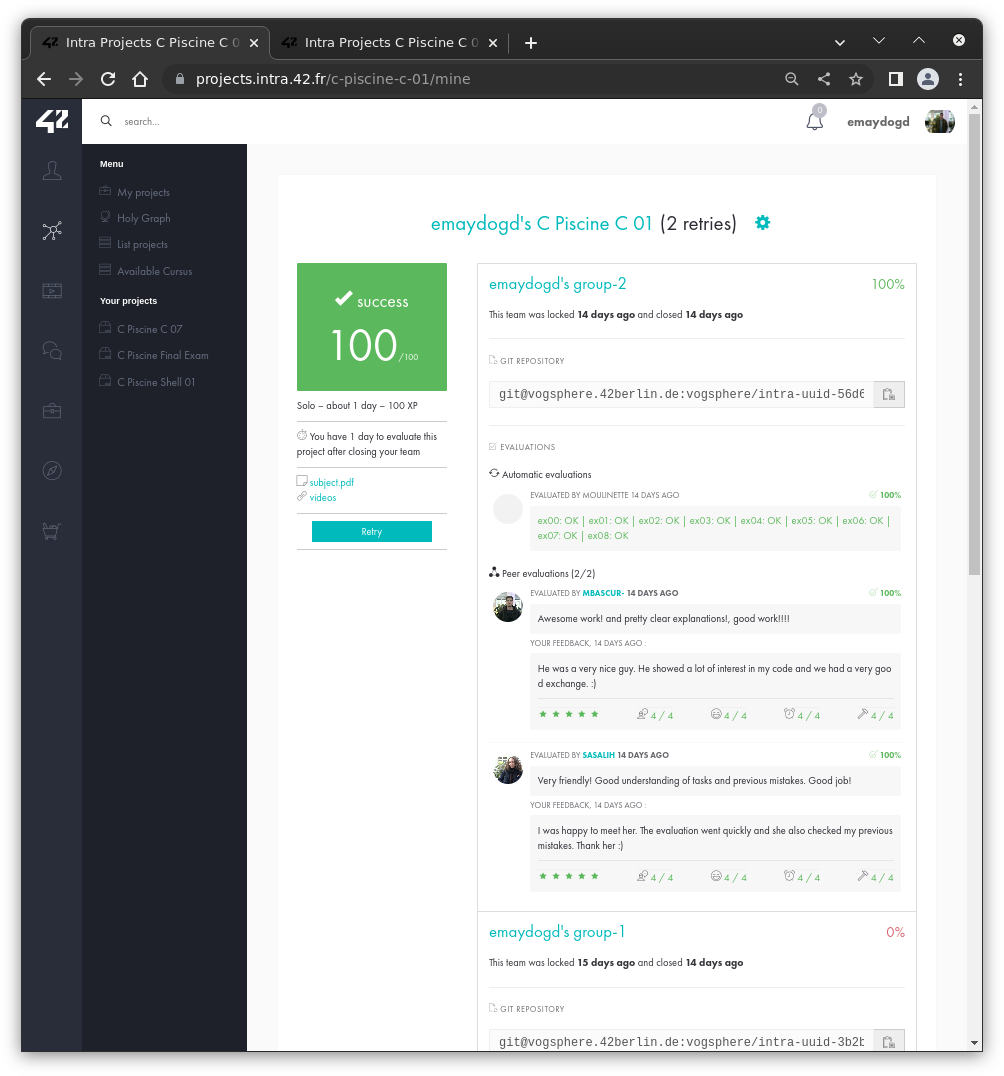 Intra Projects C Piscine C 0
Intra Projects C Piscine C 0
projects.intra.42.fr/c-piscine-c-01/mine
42
search...
0
emaydogd
Menu
My projects
Holy Graph
List projects
Available Cursus
Your projects
C Piscine C 07
C Piscine Final Exam
C Piscine Shell 01
emaydogd's C Piscine C 01 (2 retries)
success
100/100
Solo – about 1 day – 100 XP
You have 1 day to evaluate this
project after closing your team
subject.pdf
videos
Retry
emaydogd's group-2 100%
This team was locked 14 days ago and closed 14 days ago
GIT REPOSITORY
git@vogsphere.42berlin.de:vogsphere/intra-uuid-56d6
EVALUATIONS
Automatic evaluations
EVALUATED BY MOULINETTE 14 DAYS AGO 100%
ex00: OK | ex01: OK | ex02: OK | ex03: OK | ex04: OK | ex05: OK | ex06: OK |
ex07: OK | ex08: OK
Peer evaluations (2/2)
EVALUATED BY MBASCUR- 14 DAYS AGO 100%
Awesome work! and pretty clear explanations!, good work!!!!
YOUR FEEDBACK, 14 DAYS AGO :
He was a very nice guy. He showed a lot of interest in my code and we had a very goo
d exchange. :)
4 / 4 4 / 4 4 / 4 4 / 4
EVALUATED BY SASALIH 14 DAYS AGO 100%
Very friendly! Good understanding of tasks and previous mistakes. Good job!
YOUR FEEDBACK, 14 DAYS AGO :
I was happy to meet her. The evaluation went quickly and she also checked my previous
mistakes. Thank her :)
4 / 4 4 / 4 4 / 4 4 / 4
emaydogd's group-1 0%
This team was locked 15 days ago and closed 14 days ago
GIT REPOSITORY
git@vogsphere.42berlin.de:vogsphere/intra-uuid-3b2b